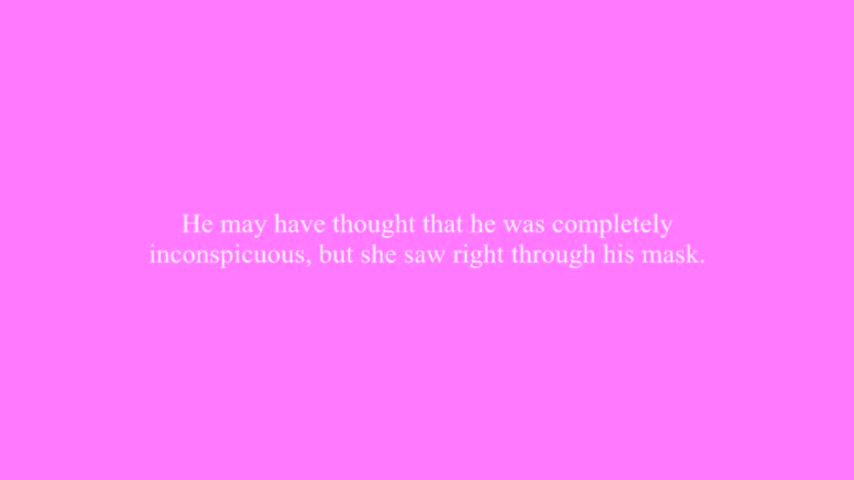 He may have thought that he was completely
inconspicuous, but she saw right through his mask.